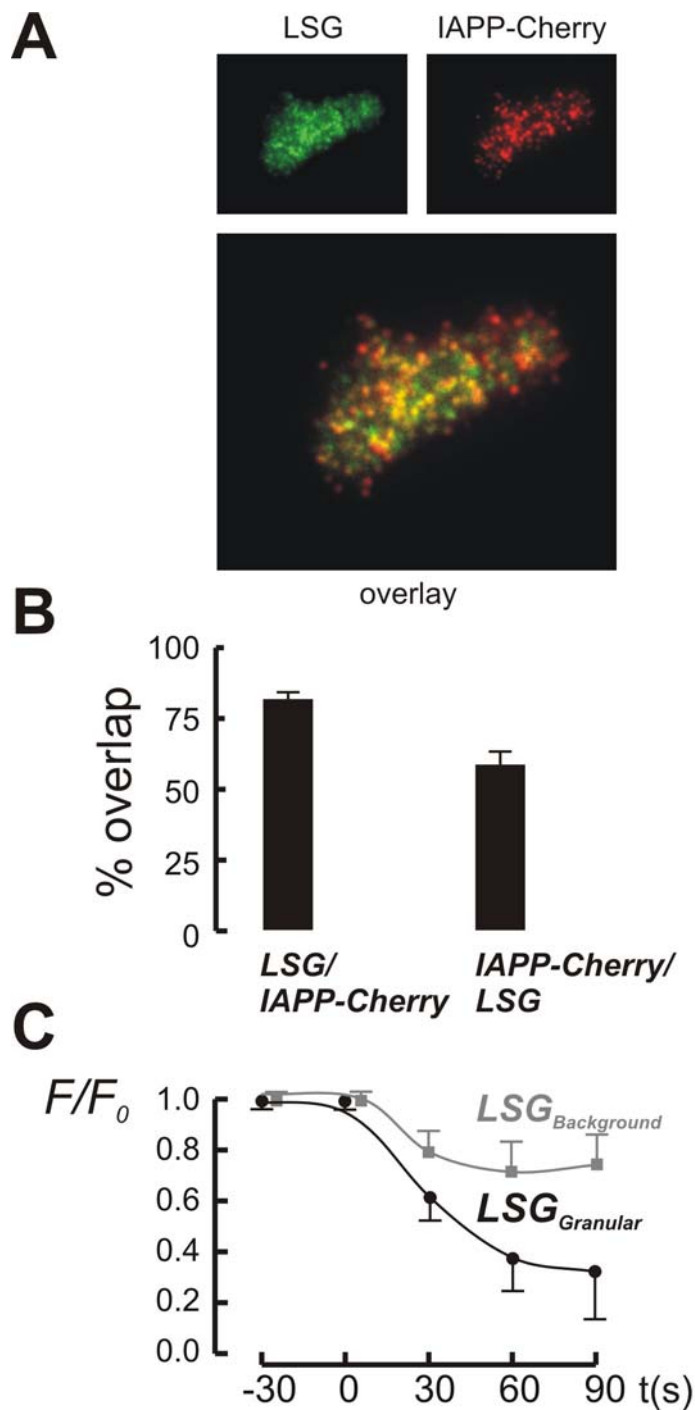 A
LSG IAPP-Cherry
overlay
B
% overlap
100
75
50
25
0
LSG/
IAPP-Cherry
IAPP-Cherry/
LSG
C
F/F0
1.0
0.8
0.6
0.4
0.2
0.0
LSGBackground
LSGGranular
-30 0 30 60 90 t(s)